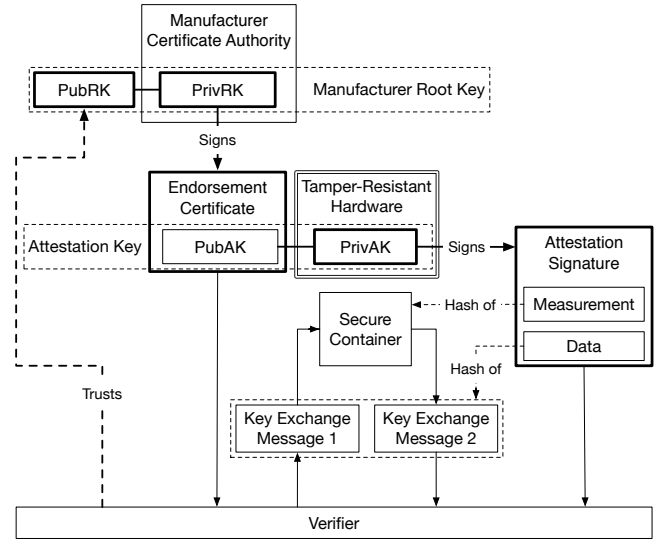 Manufacturer
Certificate Authority
PubRK
PrivRK
Manufacturer Root Key
Signs
Endorsement
Certificate
Tamper-Resistant
Hardware
Attestation Key
PubAK
PrivAK
Signs
Attestation
Signature
Measurement
Data
Hash of
Secure
Container
Hash of
Trusts
Key Exchange
Message 1
Key Exchange
Message 2
Verifier